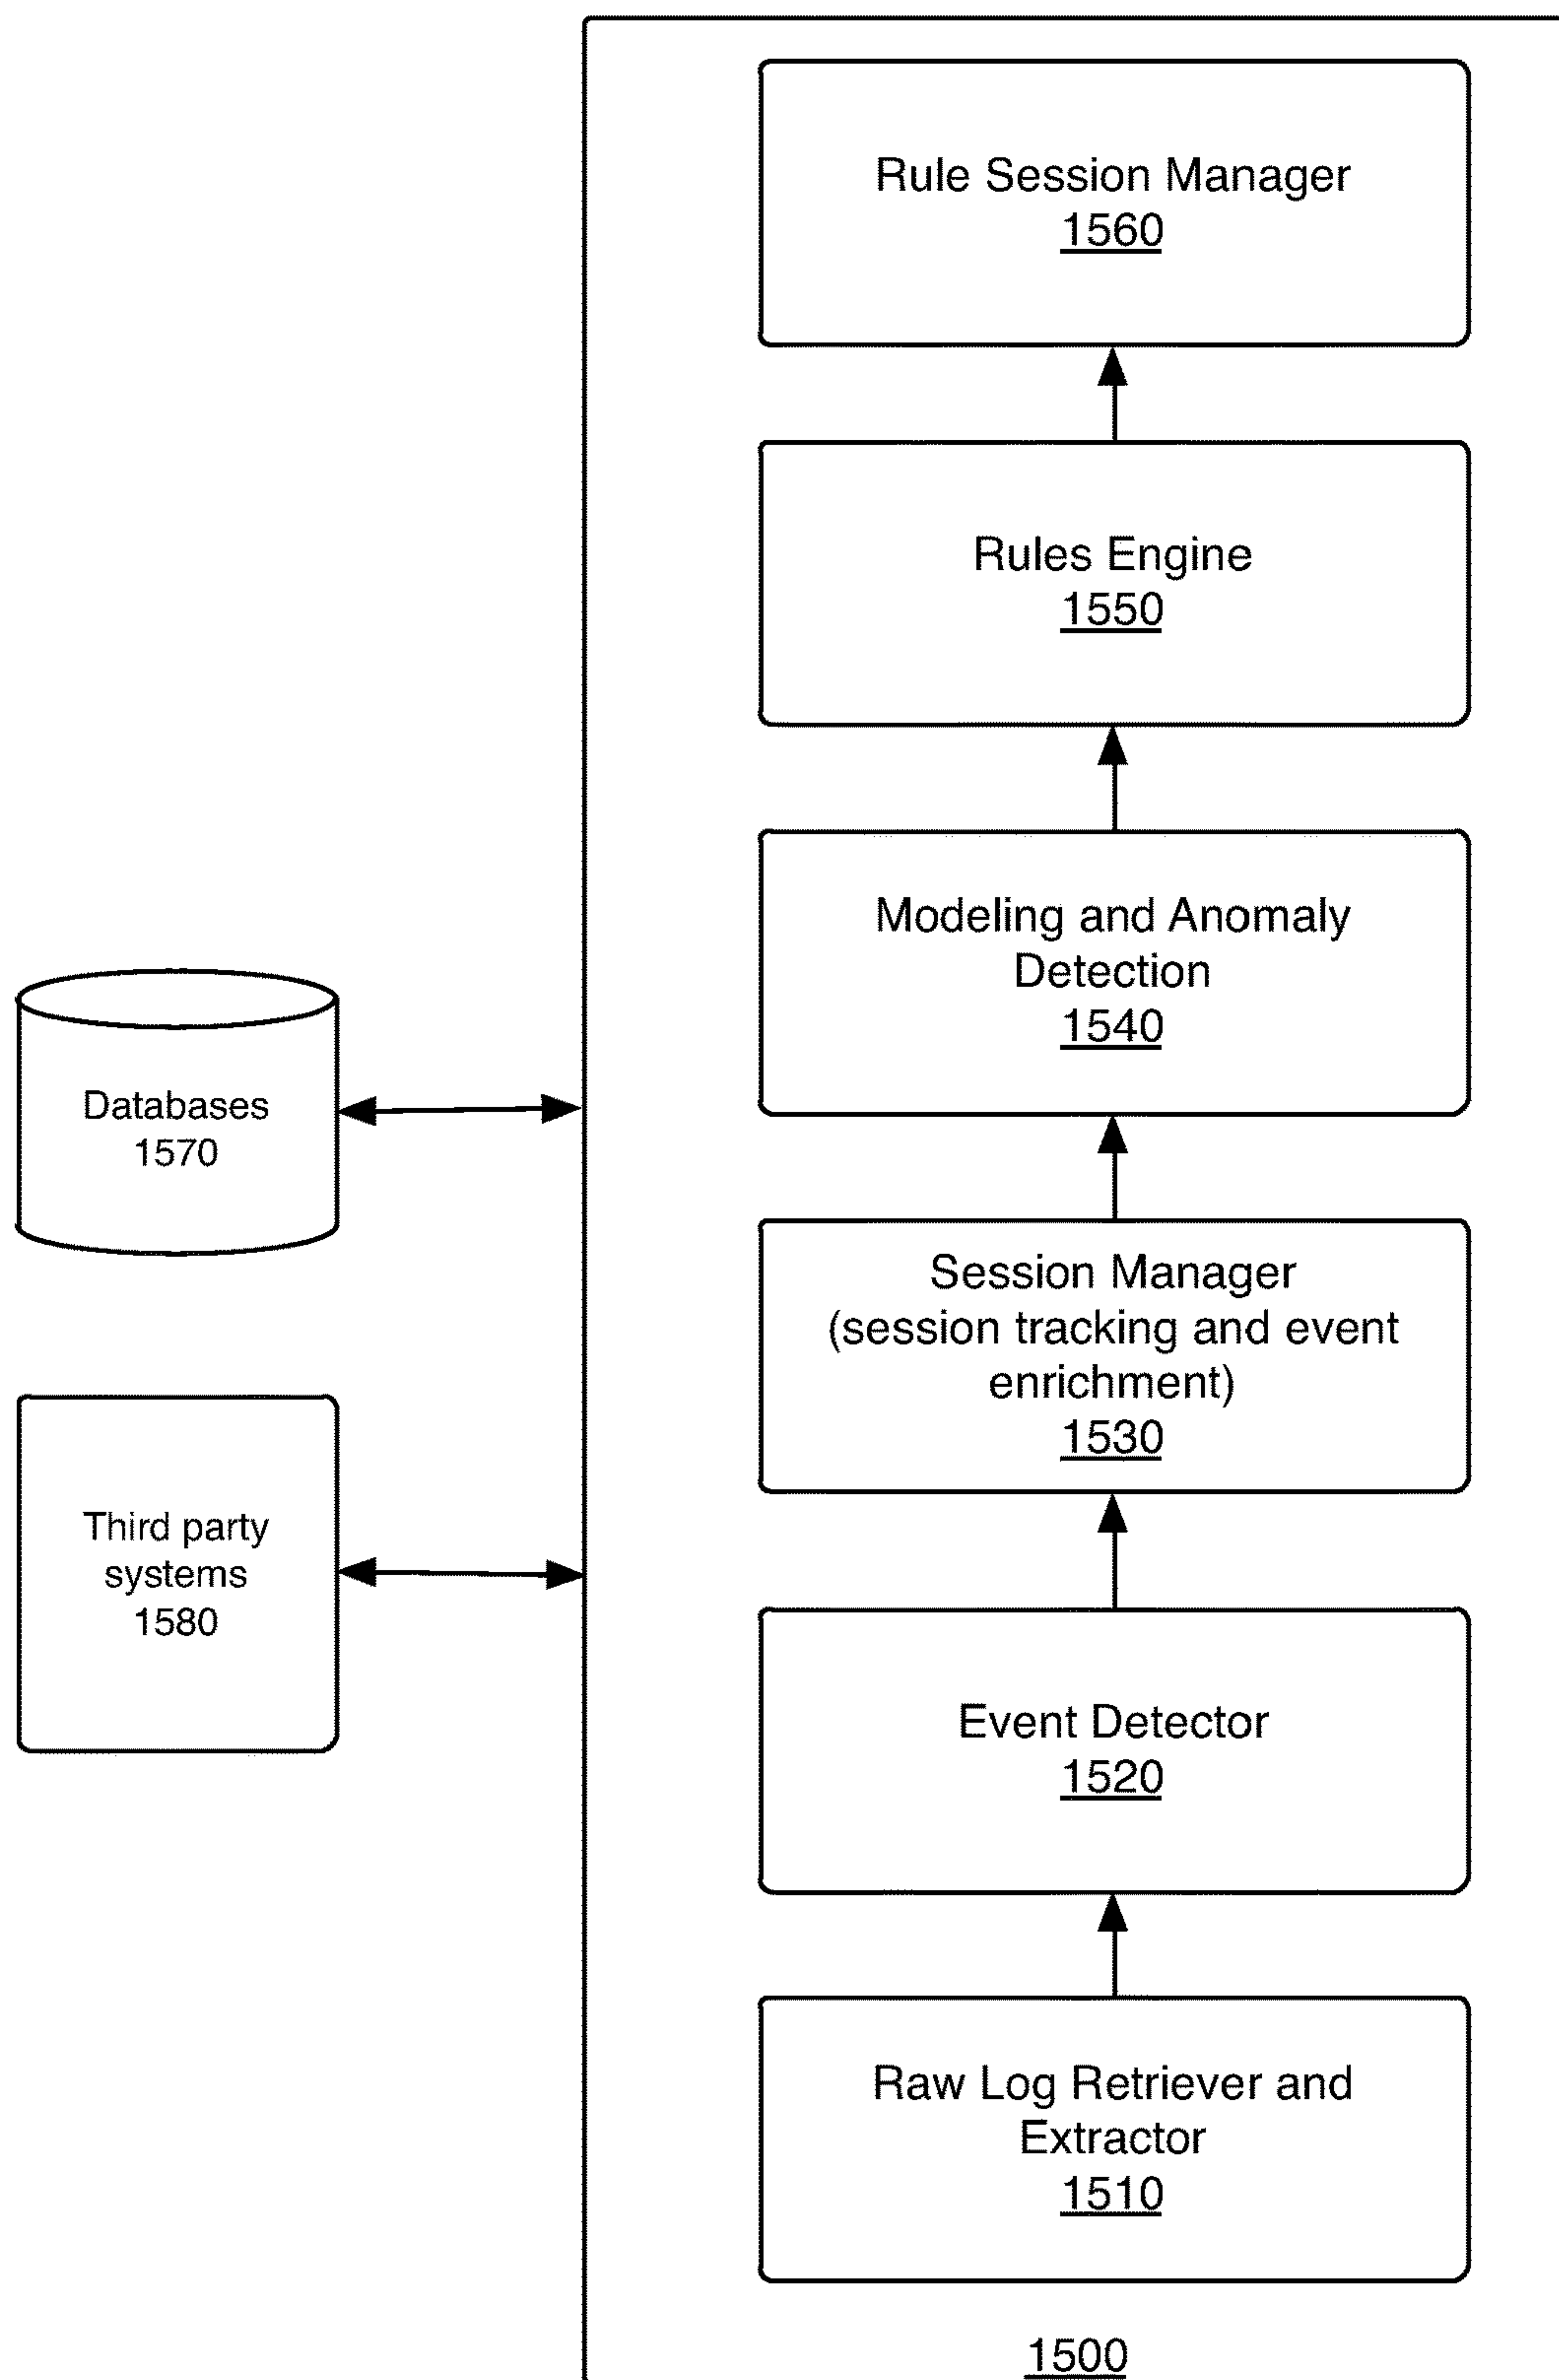 Rule Session Manager
1560
Rules Engine
1550
Modeling and Anomaly
Detection
1540
Databases
1570
Session Manager
(session tracking and event
enrichment)
1530
Third party
systems
1580
Event Detector
1520
Raw Log Retriever and
Extractor
1510
1500